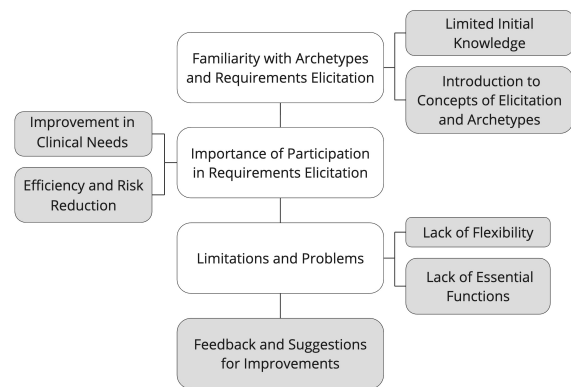 Familiarity with Archetypes
and Requirements Elicitation
Limited Initial
Knowledge
Introduction to
Concepts of Elicitation
and Archetypes
Importance of Participation
in Requirements Elicitation
Improvement in
Clinical Needs
Efficiency and Risk
Reduction
Limitations and Problems
Lack of Flexibility
Lack of Essential
Functions
Feedback and Suggestions
for Improvements